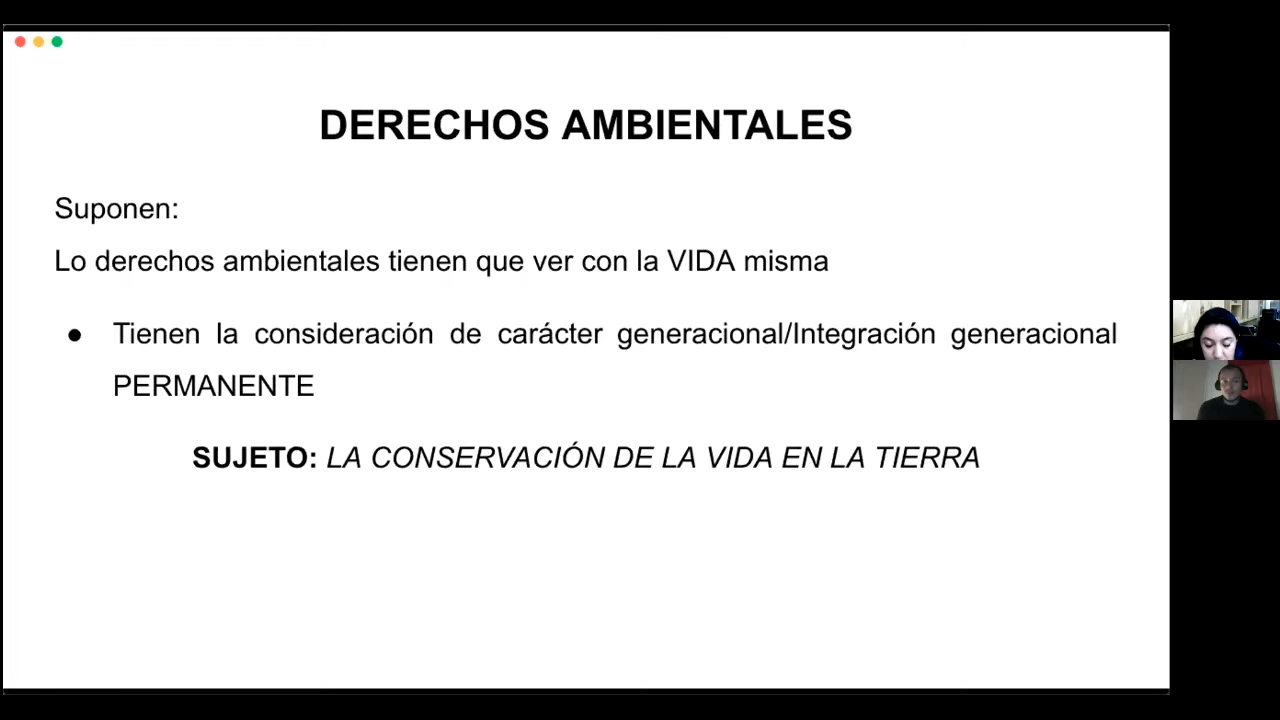 DERECHOS AMBIENTALES
Suponen:
Lo derechos ambientales tienen que ver con la VIDA misma
● Tienen la consideración de carácter generacional/Integración generacional
PERMANENTE
SUJETO: LA CONSERVACIÓN DE LA VIDA EN LA TIERRA